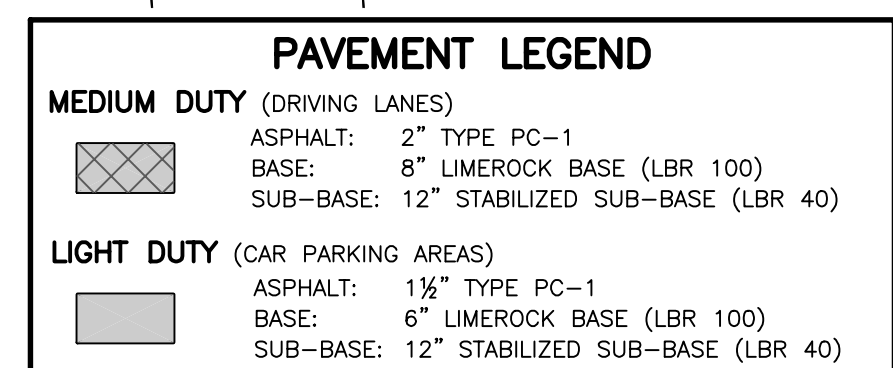 PAVEMENT LEGEND
MEDIUM DUTY (DRIVING LANES)
ASPHALT: 2" TYPE PC-1
BASE: 8" LIMEROCK BASE (LBR 100)
SUB-BASE: 12" STABILIZED SUB-BASE (LBR 40)
LIGHT DUTY (CAR PARKING AREAS)
ASPHALT: 1½" TYPE PC-1
BASE: 6" LIMEROCK BASE (LBR 100)
SUB-BASE: 12" STABILIZED SUB-BASE (LBR 40)